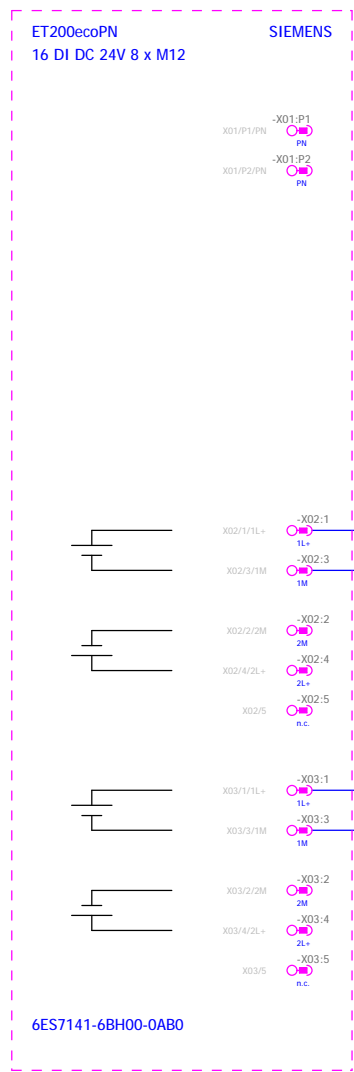 ET200ecoPN SIEMENS
16 DI DC 24V 8 x M12
-X01:P1
X01/P1/PN
PN
-X01:P2
X01/P2/PN
PN
-X02:1
X02/1/1L+
1L+
-X02:3
X02/3/1M
1M
-X02:2
X02/2/2M
2M
-X02:4
X02/4/2L+
2L+
-X02:5
X02/5
n.c.
-X03:1
X03/1/1L+
1L+
-X03:3
X03/3/1M
1M
-X03:2
X03/2/2M
2M
-X03:4
X03/4/2L+
2L+
-X03:5
X03/5
n.c.
6ES7141-6BH00-0AB0